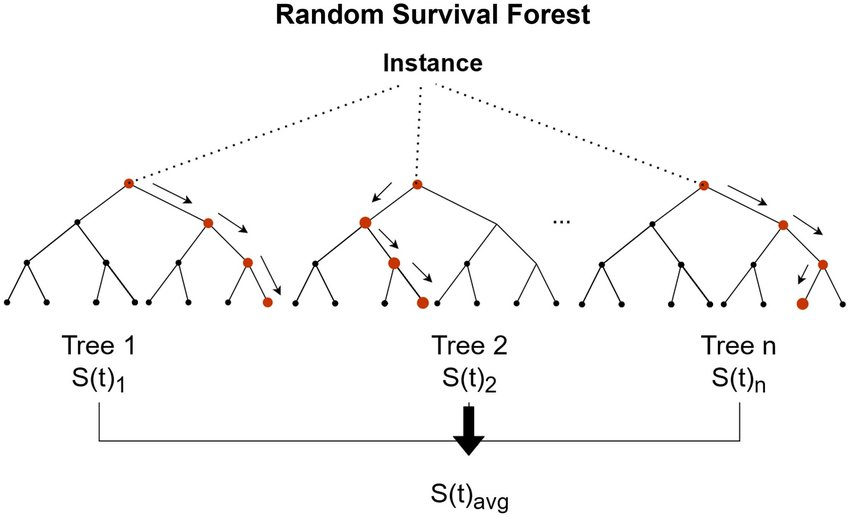 Random Survival Forest
Instance
...
Tree 1
Tree 2
Tree n
S(t)1
S(t)2
S(t)n
S(t)avg